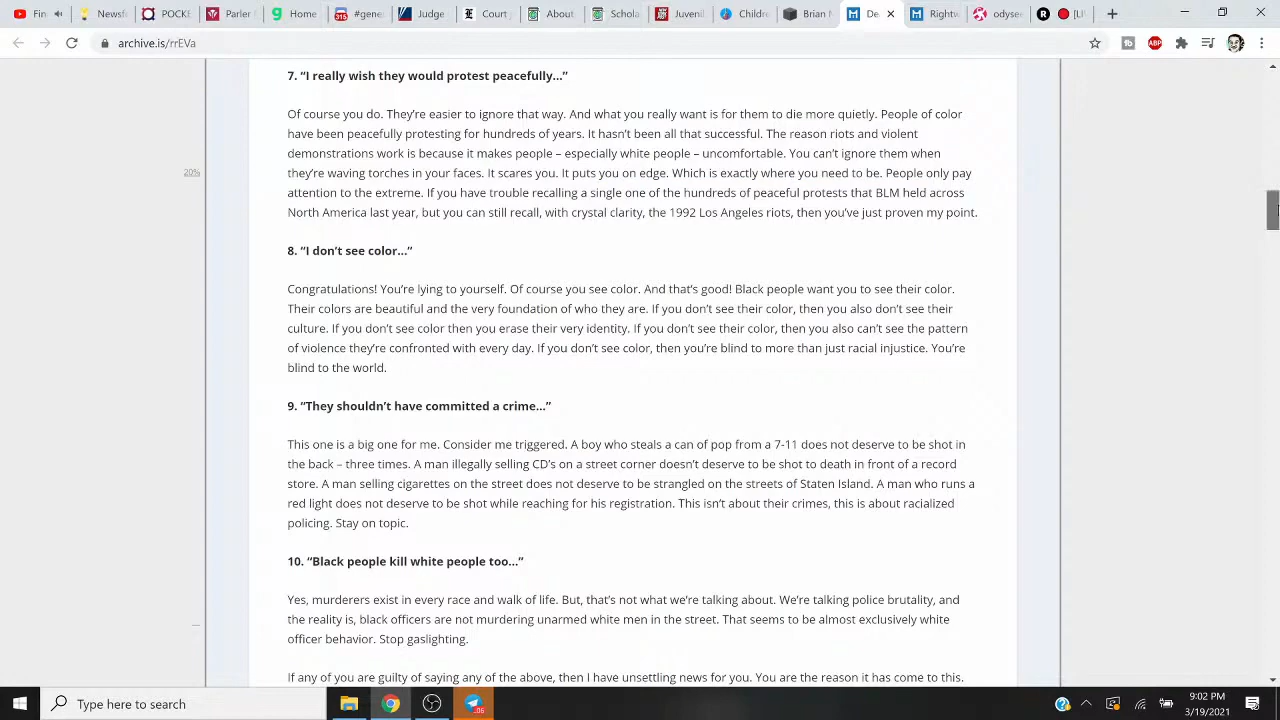 Fin
Newsf
POCKE
Parler
Home
#gene
Judge
Court
About
Schola
Juveni
Childre
Brian
De
Rightw
odysee
[LIV
archive.is/rrEVa
7. “I really wish they would protest peacefully…”
Of course you do. They’re easier to ignore that way. And what you really want is for them to die more quietly. People of color
have been peacefully protesting for hundreds of years. It hasn’t been all that successful. The reason riots and violent
demonstrations work is because it makes people – especially white people – uncomfortable. You can’t ignore them when
they’re waving torches in your faces. It scares you. It puts you on edge. Which is exactly where you need to be. People only pay
20%
attention to the extreme. If you have trouble recalling a single one of the hundreds of peaceful protests that BLM held across
North America last year, but you can still recall, with crystal clarity, the 1992 Los Angeles riots, then you’ve just proven my point.
8. “I don’t see color…”
Congratulations! You’re lying to yourself. Of course you see color. And that’s good! Black people want you to see their color.
Their colors are beautiful and the very foundation of who they are. If you don’t see their color, then you also don’t see their
culture. If you don’t see color then you erase their very identity. If you don’t see their color, then you also can’t see the pattern
of violence they’re confronted with every day. If you don’t see color, then you’re blind to more than just racial injustice. You’re
blind to the world.
9. “They shouldn’t have committed a crime…”
This one is a big one for me. Consider me triggered. A boy who steals a can of pop from a 7-11 does not deserve to be shot in
the back – three times. A man illegally selling CD’s on a street corner doesn’t deserve to be shot to death in front of a record
store. A man selling cigarettes on the street does not deserve to be strangled on the streets of Staten Island. A man who runs a
red light does not deserve to be shot while reaching for his registration. This isn’t about their crimes, this is about racialized
policing. Stay on topic.
10. “Black people kill white people too…”
Yes, murderers exist in every race and walk of life. But, that’s not what we’re talking about. We’re talking police brutality, and
the reality is, black officers are not murdering unarmed white men in the street. That seems to be almost exclusively white
officer behavior. Stop gaslighting.
If any of you are guilty of saying any of the above, then I have unsettling news for you. You are the reason it has come to this.
Type here to search
9:02 PM
3/19/2021